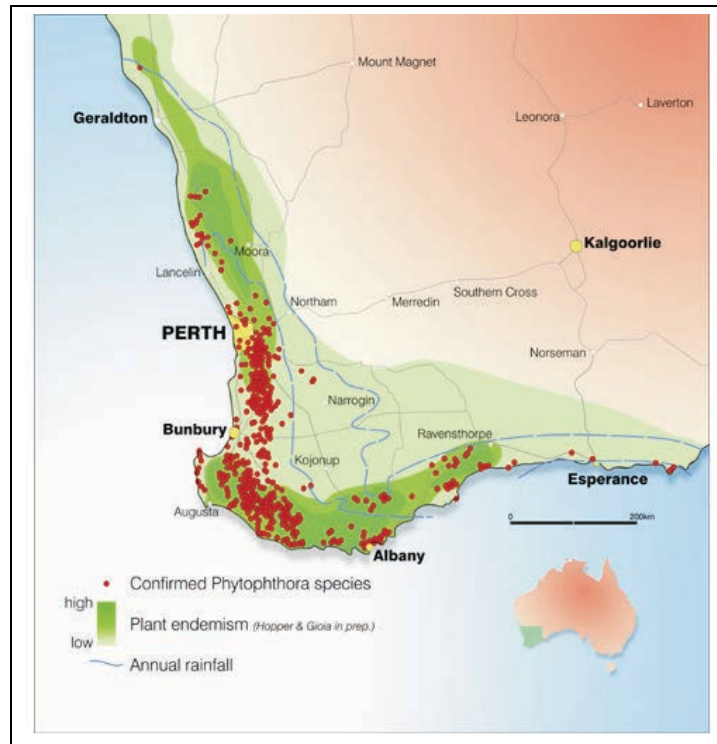 Mount Magnet
Laverton
Leonora
Geraldton
Kalgoorlie
Moora
Lancelin
Southern Cross
Northam
Merredin
PERTH
Norseman
Narrogin
Bunbury
Ravensthorpe
Kojonup
Esperance
Augusta
0 200km
Albany
Confirmed Phytophthora species
high
Plant endemism (Hopper & Gioia in prep.)
low
Annual rainfall